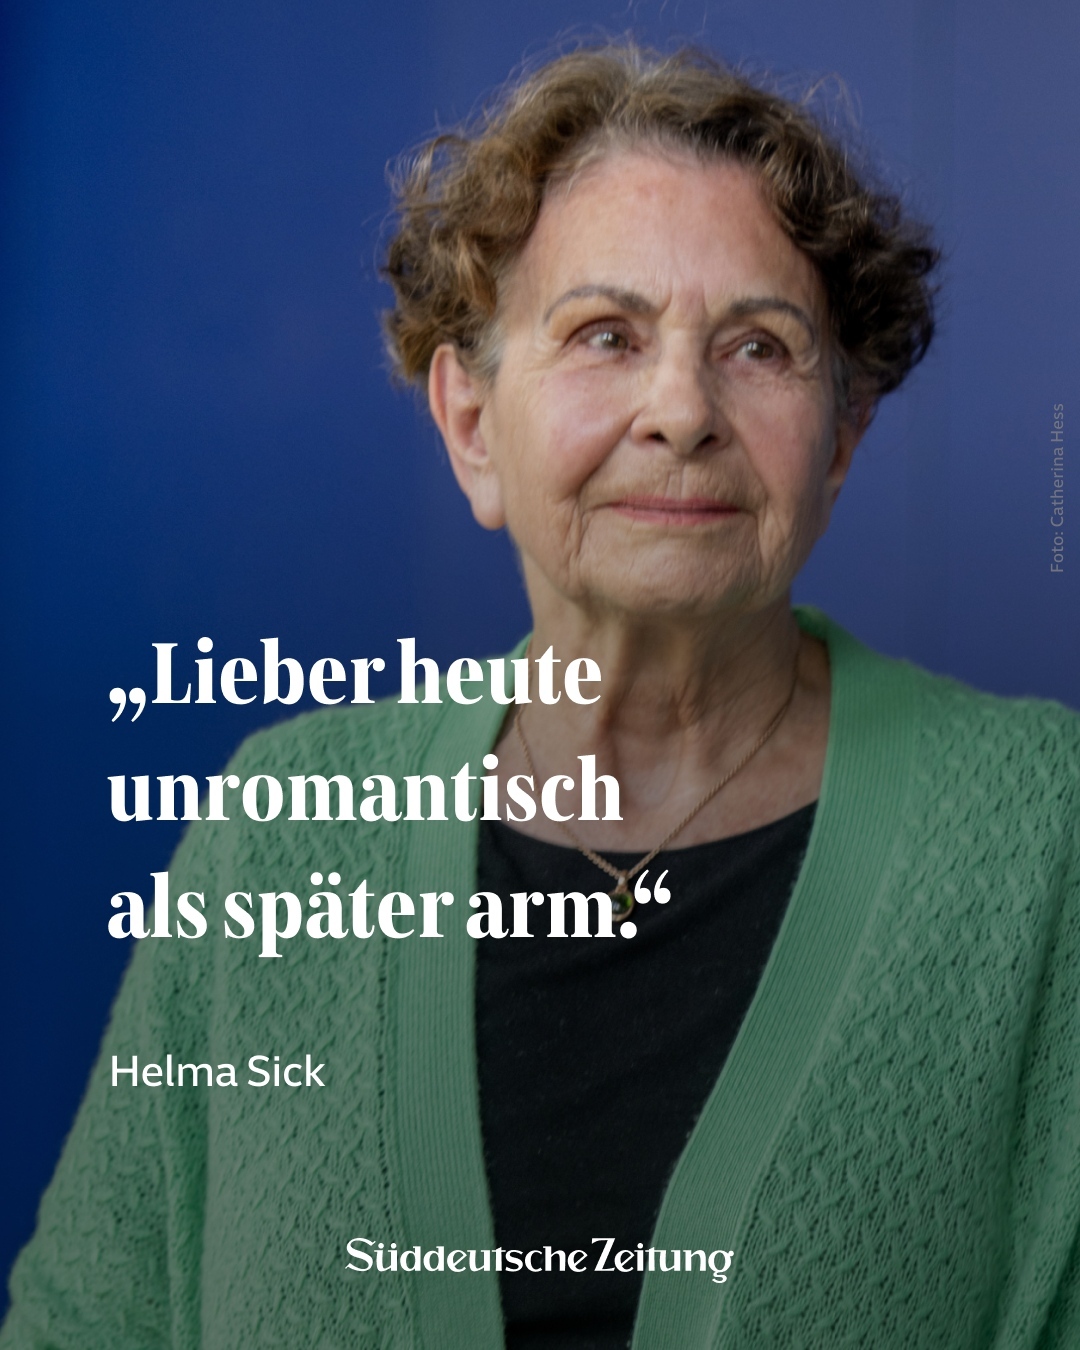 „Lieber heute
unromantisch
als später arm.“
Helma Sick
Foto: Catherina Hess
Süddeutsche Zeitung